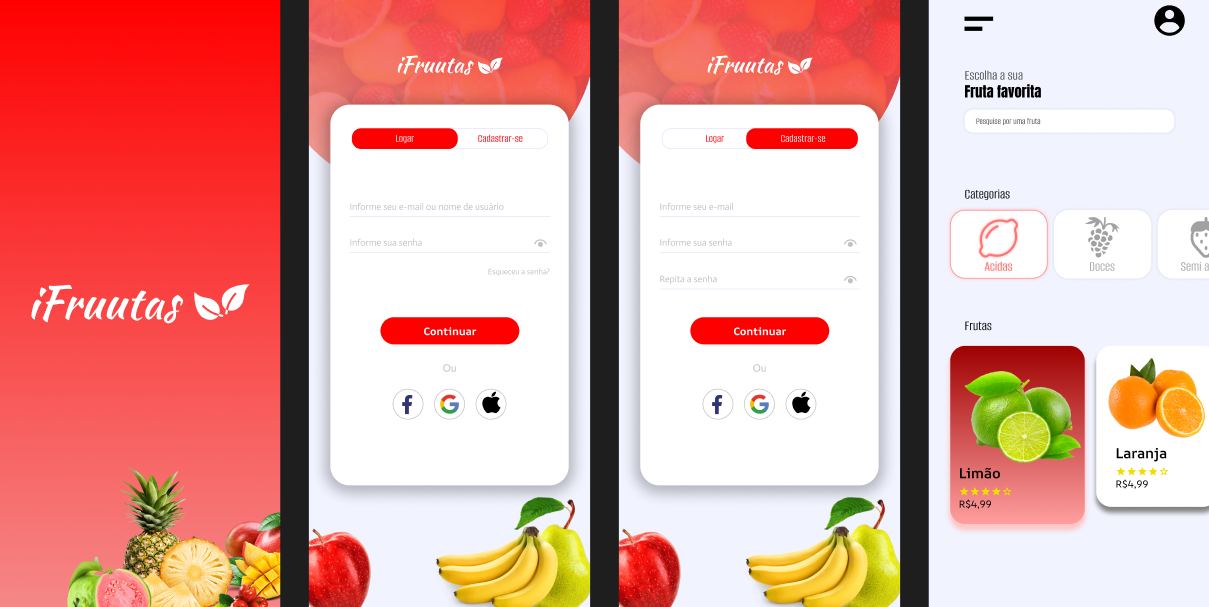 iFruutas
iFruutas
Logar
Cadastrar-se
Informe seu e-mail ou nome de usuário
Informe sua senha
Esqueceu a senha?
Continuar
Ou
iFruutas
Logar
Cadastrar-se
Informe seu e-mail
Informe sua senha
Repita a senha
Continuar
Ou
Escolha a sua
Fruta favorita
Pesquise por uma fruta
Categorias
Acidas
Doces
Semi a
Frutas
Limão
R$4,99
Laranja
R$4,99